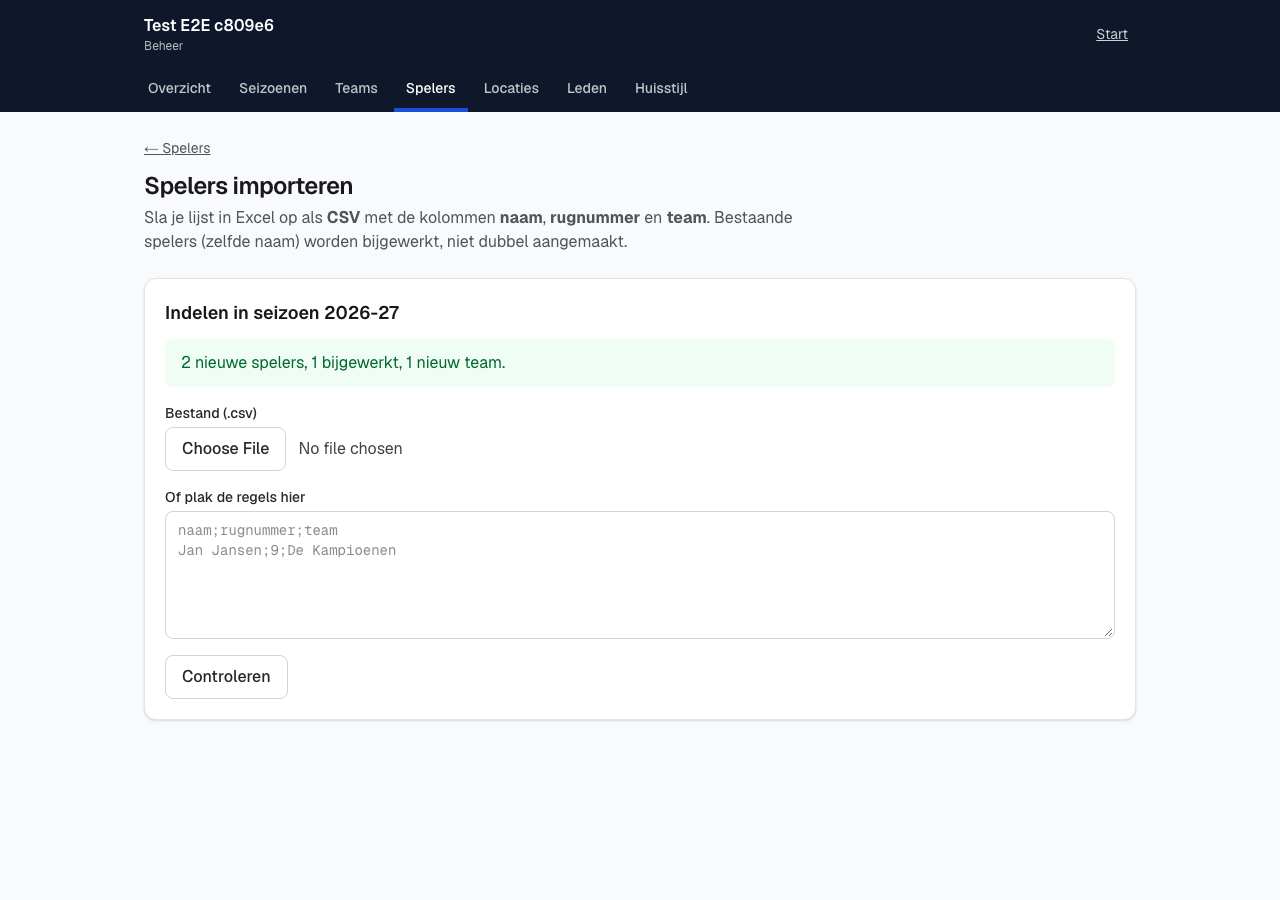 Test E2E c809e6
Beheer
Start
Overzicht
Seizoenen
Teams
Spelers
Locaties
Leden
Huisstijl
← Spelers
Spelers importeren
Sla je lijst in Excel op als CSV met de kolommen naam, rugnummer en team. Bestaande
spelers (zelfde naam) worden bijgewerkt, niet dubbel aangemaakt.
Indelen in seizoen 2026-27
2 nieuwe spelers, 1 bijgewerkt, 1 nieuw team.
Bestand (.csv)
Choose File No file chosen
Of plak de regels hier
naam;rugnummer;team
Jan Jansen;9;De Kampioenen
Controleren